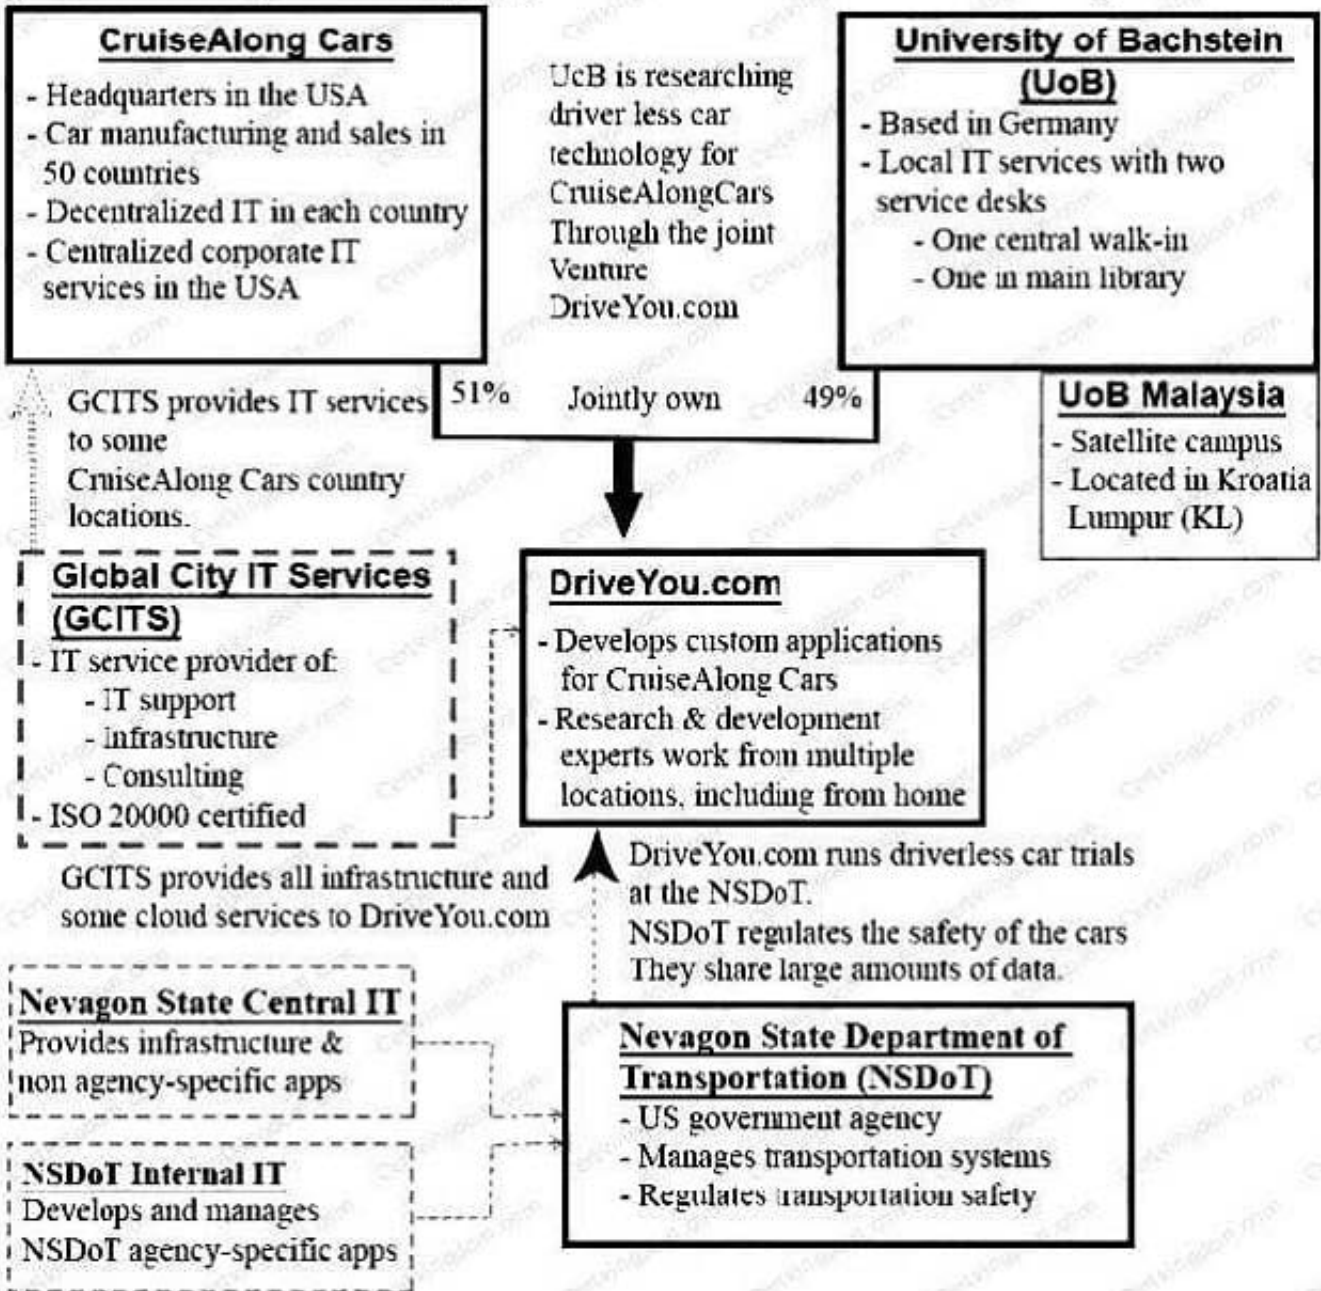 CruiseAlong Cars
- Headquarters in the USA
- Car manufacturing and sales in
50 countries
- Decentralized IT in each country
- Centralized corporate IT
services in the USA
UcB is researching
driver less car
technology for
CruiseAlongCars
Through the joint
Venture
DriveYou.com
University of Bachstein
(UoB)
- Based in Germany
- Local IT services with two
service desks
- One central walk-in
- One in main library
51% Jointly own 49%
UoB Malaysia
- Satellite campus
- Located in Kroatia
Lumpur (KL)
GCITS provides IT services
to some
CruiseAlong Cars country
locations.
Global City IT Services
(GCITS)
- IT service provider of:
- IT support
- Infrastructure
- Consulting
- ISO 20000 certified
DriveYou.com
- Develops custom applications
for CruiseAlong Cars
- Research & development
experts work from multiple
locations, including from home
GCITS provides all infrastructure and
some cloud services to DriveYou.com
DriveYou.com runs driverless car trials
at the NSDoT.
NSDoT regulates the safety of the cars
They share large amounts of data.
Nevagon State Central IT
Provides infrastructure &
non agency-specific apps
NSDoT Internal IT
Develops and manages
NSDoT agency-specific apps
Nevagon State Department of
Transportation (NSDoT)
- US government agency
- Manages transportation systems
- Regulates transportation safety